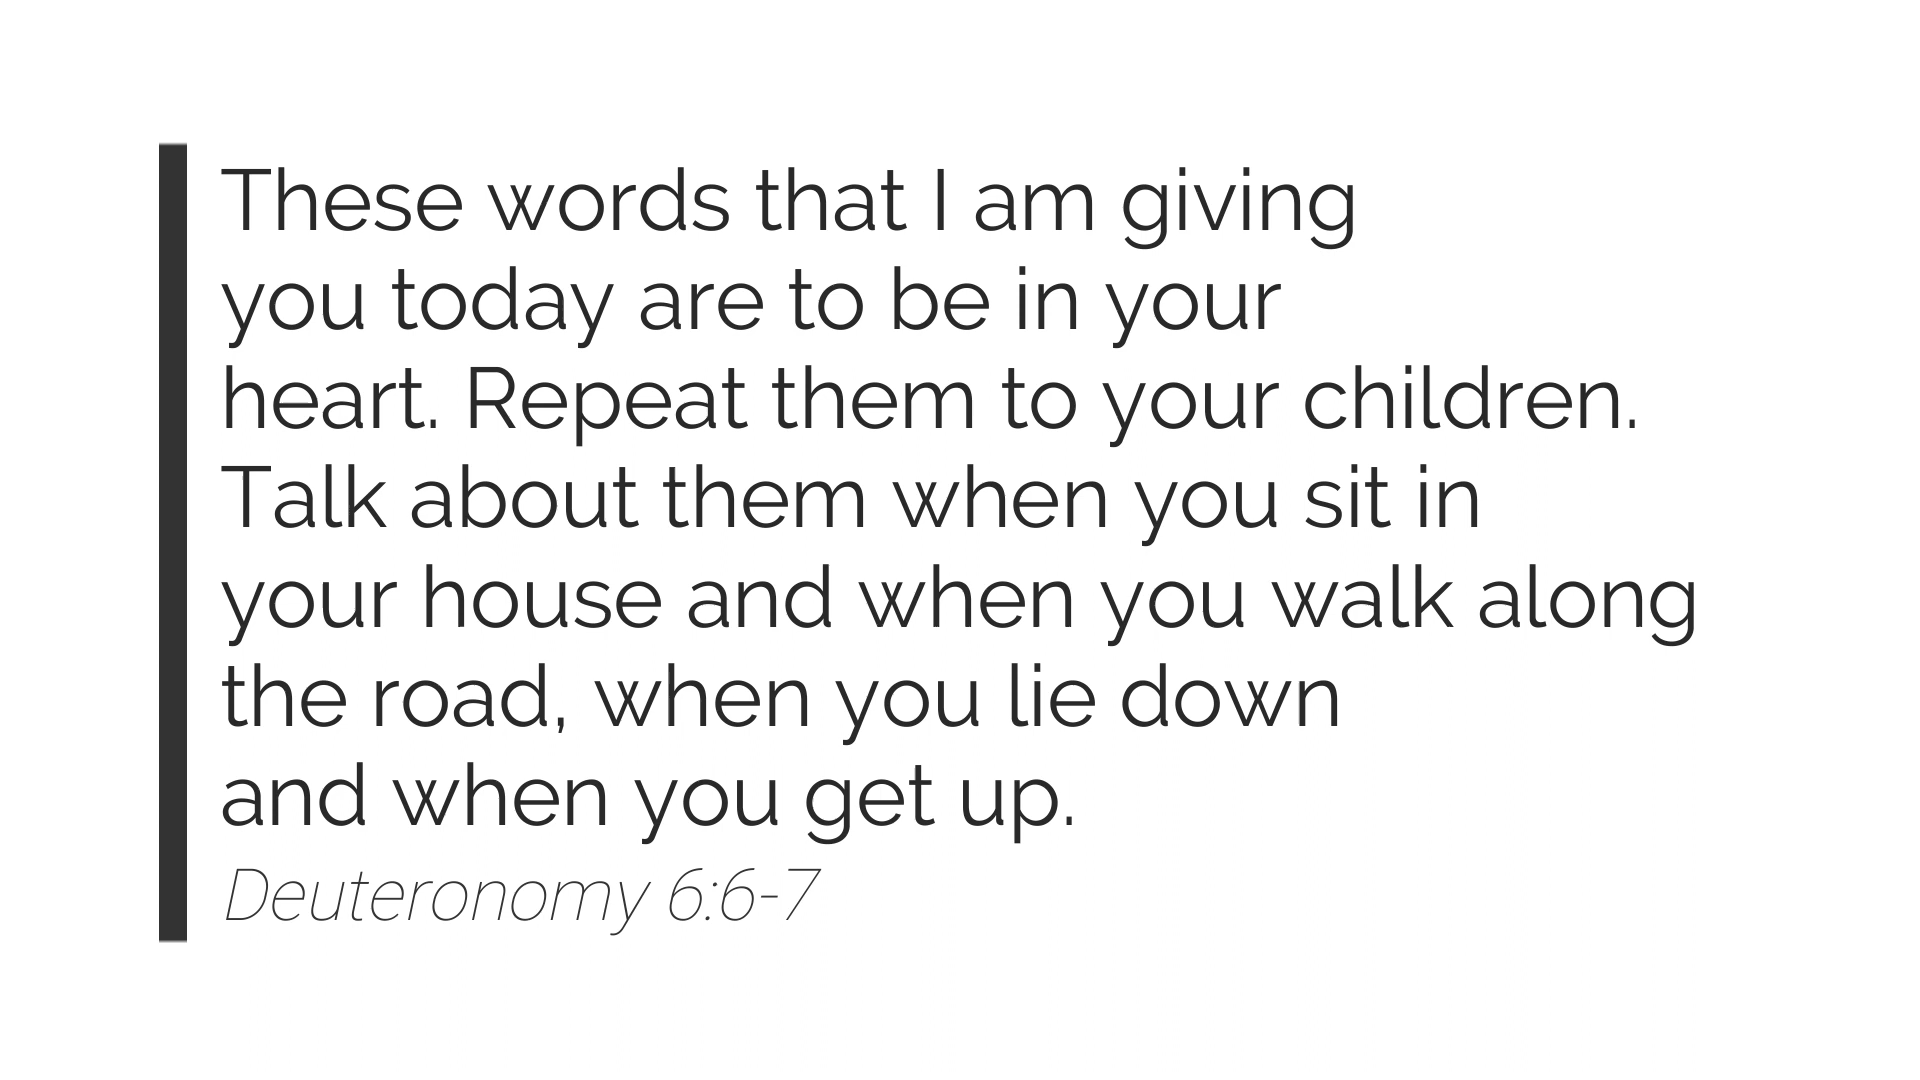 These words that I am giving
you today are to be in your
heart. Repeat them to your children.
Talk about them when you sit in
your house and when you walk along
the road, when you lie down
and when you get up.
Deuteronomy 6:6-7